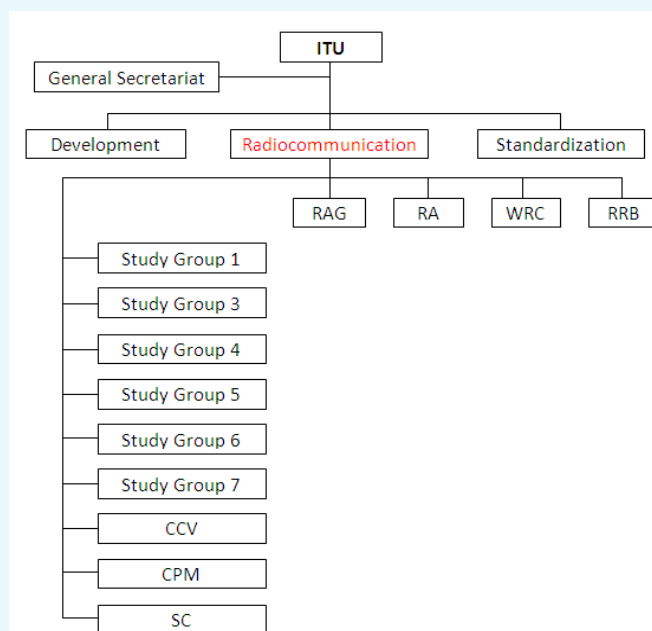 ITU
General Secretariat
Development
Radiocommunication
Standardization
RAG
RA
WRC
RRB
Study Group 1
Study Group 3
Study Group 4
Study Group 5
Study Group 6
Study Group 7
CCV
CPM
SC